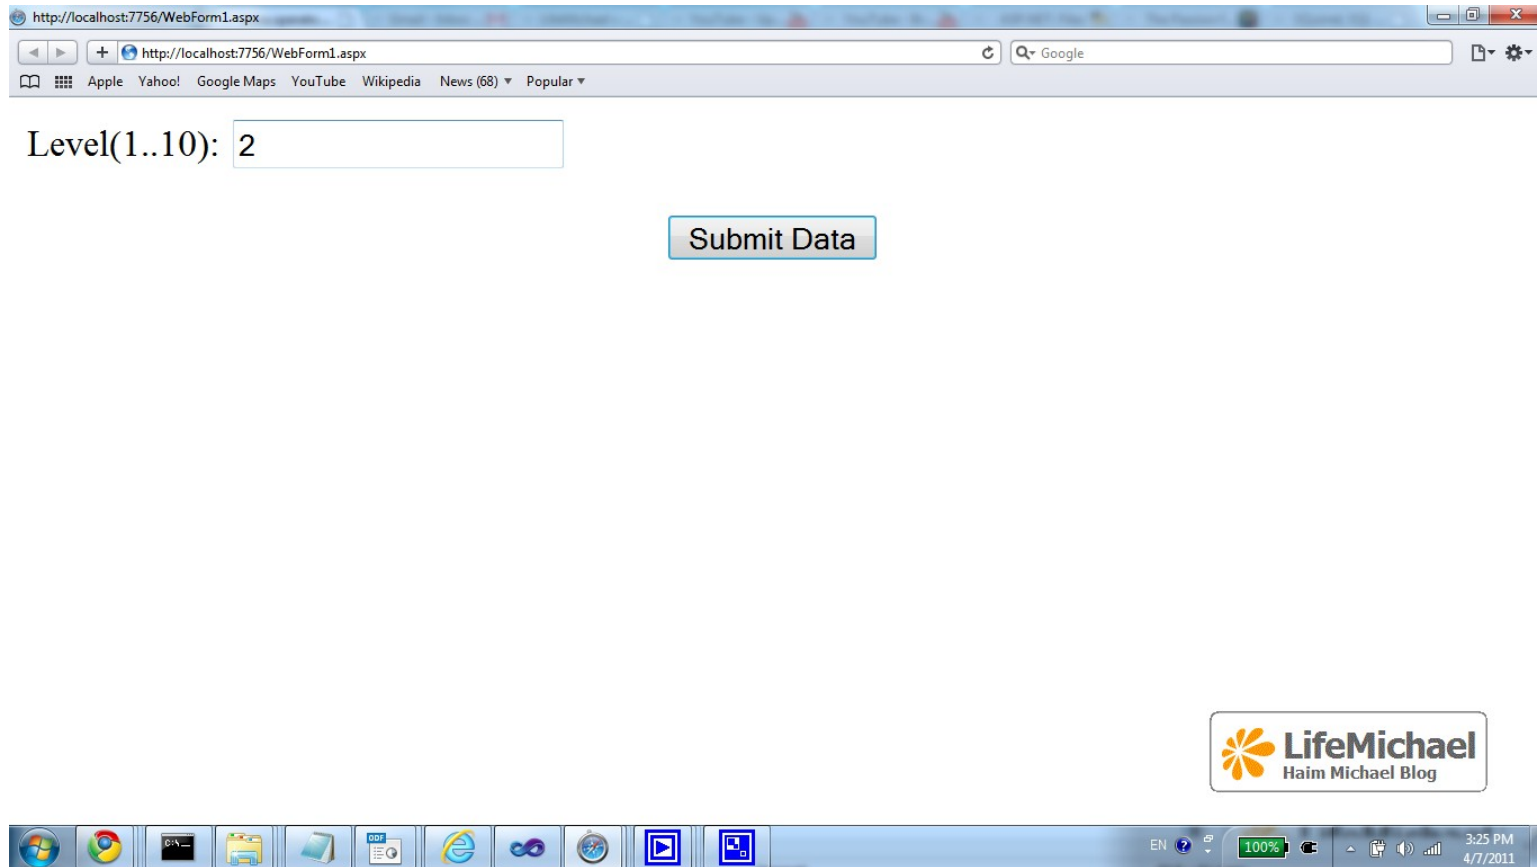 http://localhost:7756/WebForm1.aspx
http://localhost:7756/WebForm1.aspx
Google
Apple Yahoo! Google Maps YouTube Wikipedia News (68) ▾ Popular ▾
Level(1..10): 2
Submit Data
LifeMichael
Haim Michael Blog
C:\
ODF
EN
100%
3:25 PM
4/7/2011